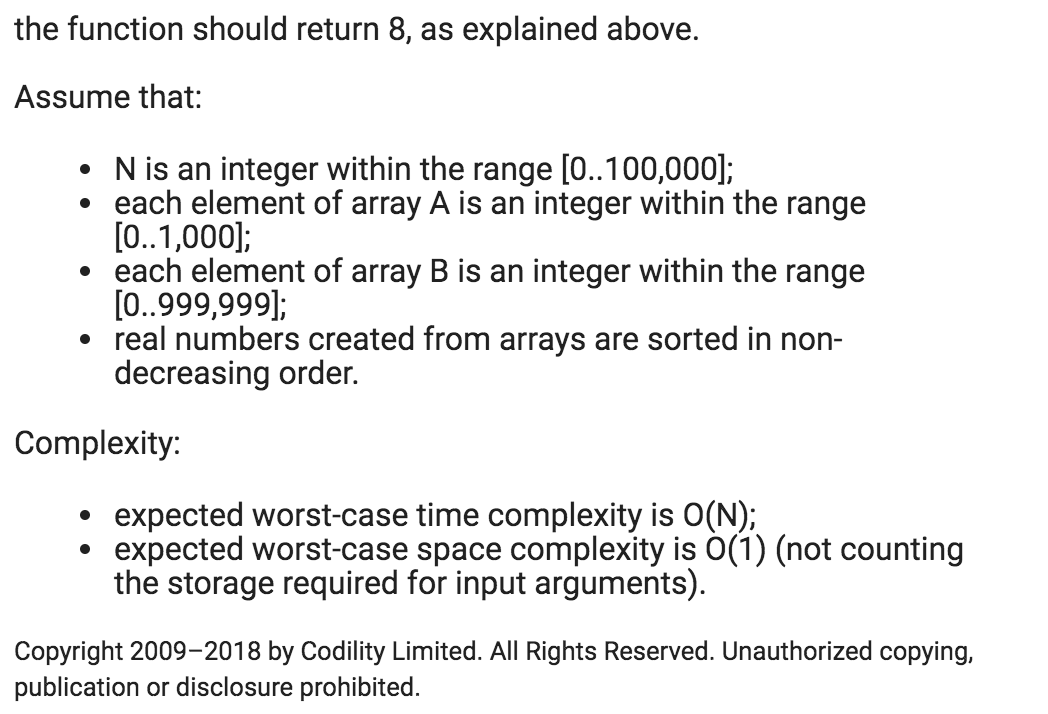 the function should return 8, as explained above.
Assume that:
• N is an integer within the range [0..100,000];
• each element of array A is an integer within the range
[0..1,000];
• each element of array B is an integer within the range
[0..999,999];
• real numbers created from arrays are sorted in non-
decreasing order.
Complexity:
• expected worst-case time complexity is O(N);
• expected worst-case space complexity is O(1) (not counting
the storage required for input arguments).
Copyright 2009–2018 by Codility Limited. All Rights Reserved. Unauthorized copying,
publication or disclosure prohibited.